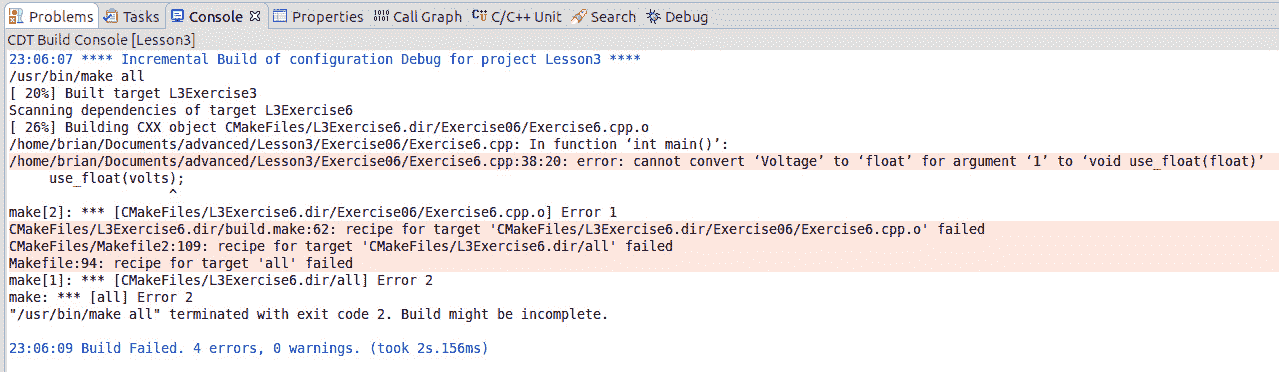 Problems Tasks Console Properties Call Graph C/C++ Unit Search Debug
CDT Build Console [Lesson3]
23:06:07 **** Incremental Build of configuration Debug for project Lesson3 ****
/usr/bin/make all
[ 20%] Built target L3Exercise3
Scanning dependencies of target L3Exercise6
[ 26%] Building CXX object CMakeFiles/L3Exercise6.dir/Exercise06/Exercise6.cpp.o
/home/brian/Documents/advanced/Lesson3/Exercise06/Exercise6.cpp: In function ‘int main()’:
/home/brian/Documents/advanced/Lesson3/Exercise06/Exercise6.cpp:38:20: error: cannot convert ‘Voltage’ to ‘float’ for argument ‘1’ to ‘void use_float(float)’
use_float(volts);
^
make[2]: *** [CMakeFiles/L3Exercise6.dir/Exercise06/Exercise6.cpp.o] Error 1
CMakeFiles/L3Exercise6.dir/build.make:62: recipe for target 'CMakeFiles/L3Exercise6.dir/Exercise06/Exercise6.cpp.o' failed
CMakeFiles/Makefile2:109: recipe for target 'CMakeFiles/L3Exercise6.dir/all' failed
Makefile:94: recipe for target 'all' failed
make[1]: *** [CMakeFiles/L3Exercise6.dir/all] Error 2
make: *** [all] Error 2
"/usr/bin/make all" terminated with exit code 2. Build might be incomplete.
23:06:09 Build Failed. 4 errors, 0 warnings. (took 2s.156ms)